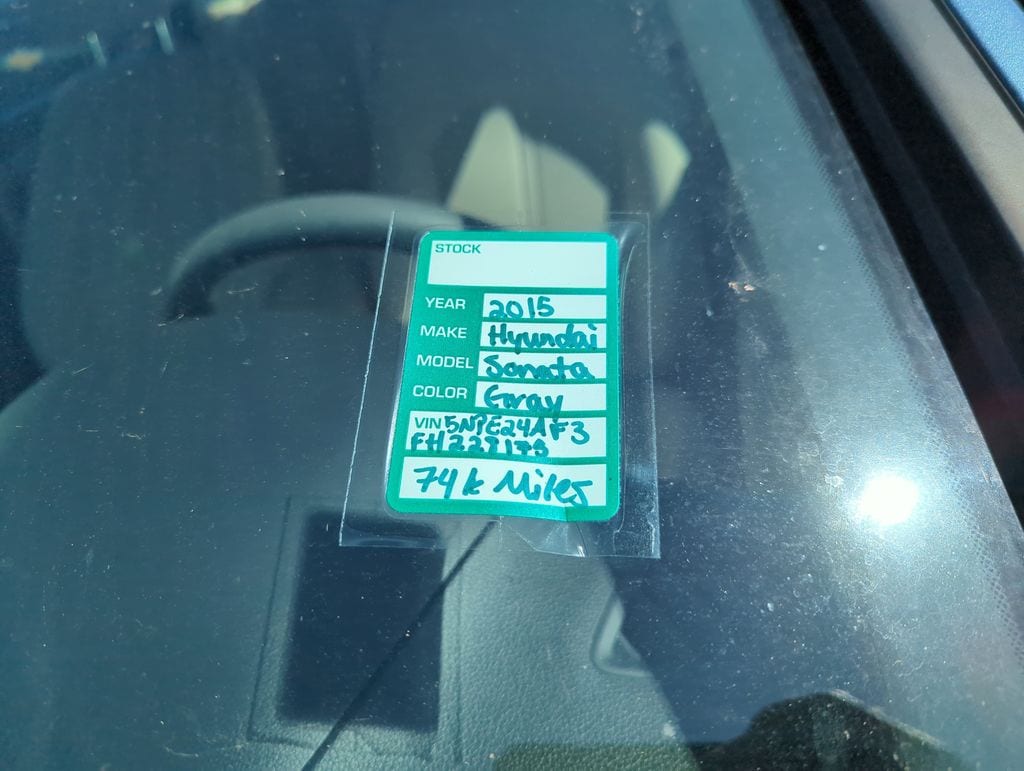 STOCK
YEAR 2015
MAKE Hyundai
MODEL Sonata
COLOR Gray
VIN 5NPE24AF3
74k Miles